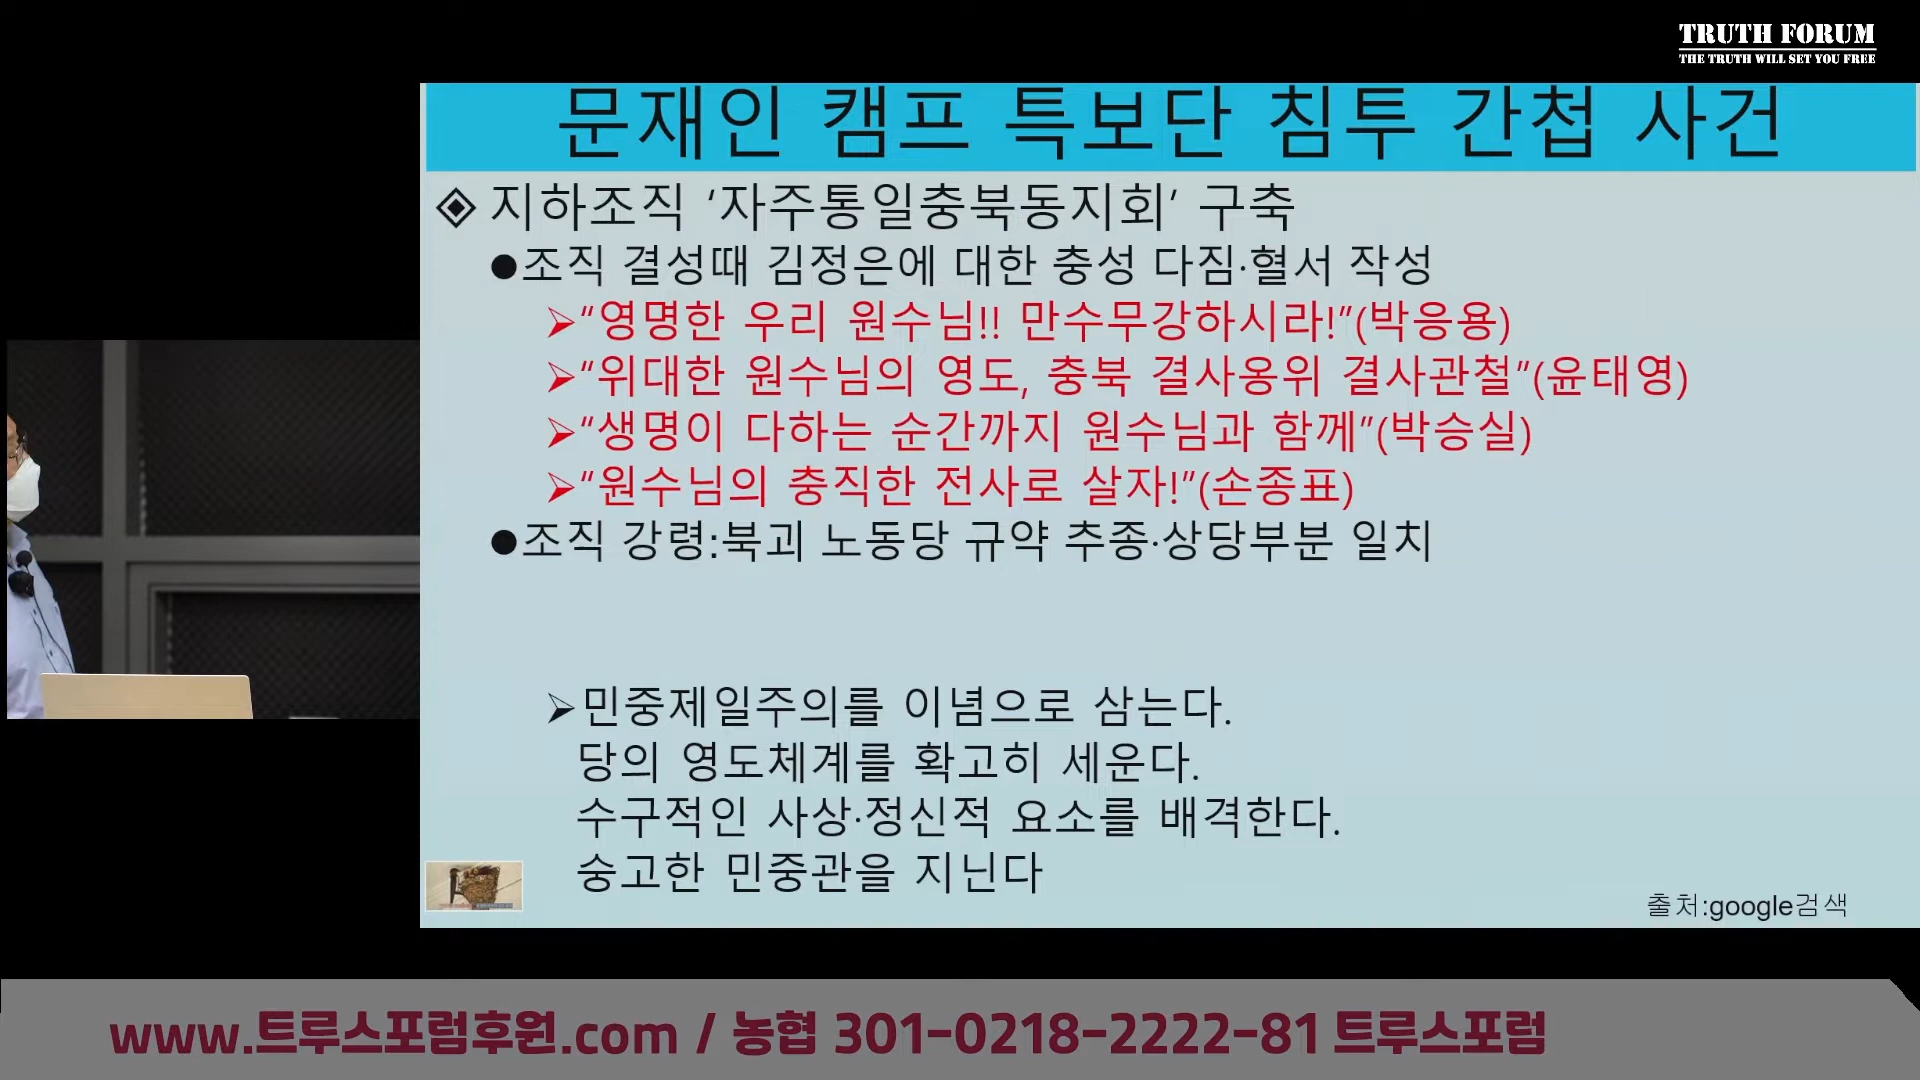 TRUTH FORUM
THE TRUTH WILL SET YOU FREE
문재인 캠프 특보단 침투 간첩 사건
지하조직 ‘자주통일충북동지회’ 구축
●조직 결성때 김정은에 대한 충성 다짐·혈서 작성
➢“영명한 우리 원수님!! 만수무강하시라!”(박응용)
➢“위대한 원수님의 영도, 충북 결사옹위 결사관철”(윤태영)
➢“생명이 다하는 순간까지 원수님과 함께”(박승실)
➢“원수님의 충직한 전사로 살자!”(손종표)
●조직 강령:북괴 노동당 규약 추종·상당부분 일치
➢민중제일주의를 이념으로 삼는다.
당의 영도체계를 확고히 세운다.
수구적인 사상·정신적 요소를 배격한다.
숭고한 민중관을 지닌다
출처:google검색
www.트루스포럼후원.com / 농협 301-0218-2222-81 트루스포럼